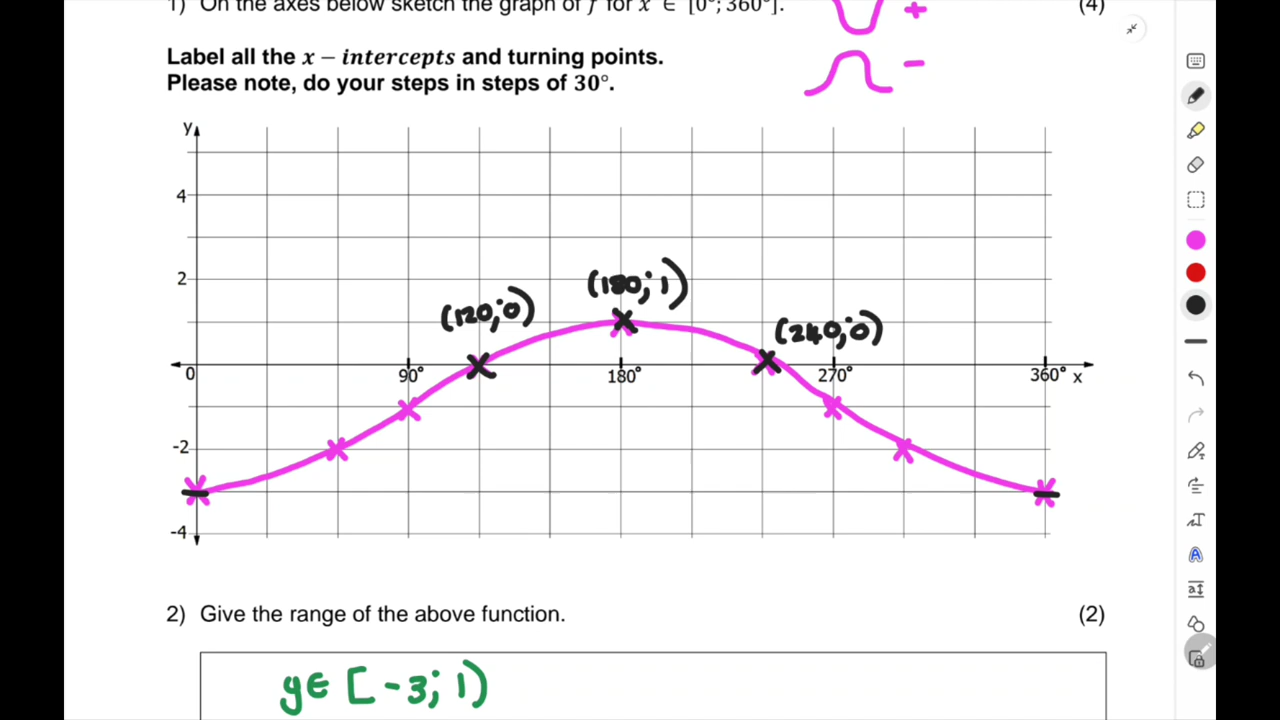 1) On the axes below sketch the graph of f for x ∈ [0°; 360°]. (4)
+
Label all the x – intercepts and turning points.
−
Please note, do your steps in steps of 30°.
y
4
2
(180; 1)
(120; 0)
(240; 0)
0 90° 180° 270° 360° x
-2
-4
2) Give the range of the above function. (2)
y∈ [-3; 1)